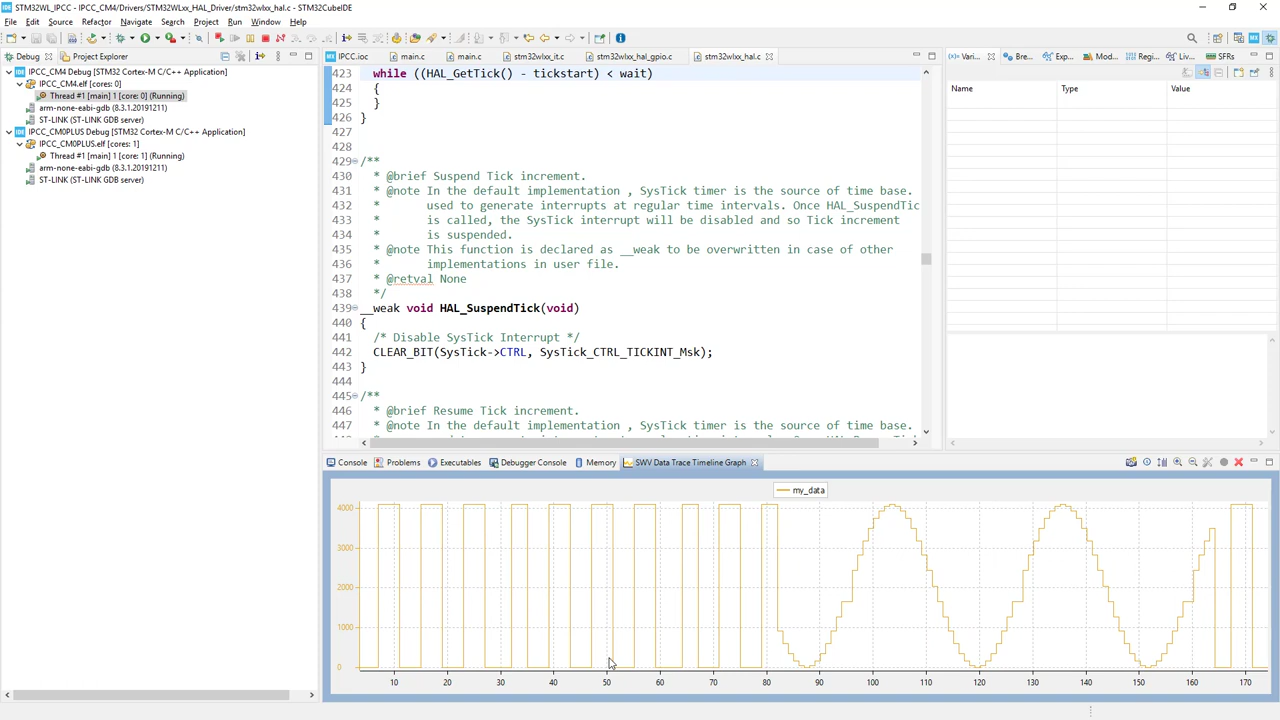 IPCC_CM4 - IPCC_CM4/Drivers/STM32WLxx_HAL_Driver/stm32wlxx_hal.c - STM32CubeIDE
File Edit Source Refactor Navigate Search Project Run Window Help
Debug Project Explorer
IPCC_CM4 Debug [STM32 Cortex-M C/C++ Application]
IPCC_CM4.elf [cores: 0]
Thread #1 [main] 1 [core: 0] (Running)
arm-none-eabi-gdb (8.3.1.20191211)
ST-LINK (ST-LINK GDB server)
IPCC_CM0PLUS Debug [STM32 Cortex-M C/C++ Application]
IPCC_CM0PLUS.elf [cores: 1]
Thread #1 [main] 1 [core: 1] (Running)
arm-none-eabi-gdb (8.3.1.20191211)
ST-LINK (ST-LINK GDB server)
IPCC.ioc main.c main.c stm32wlxx_it.c stm32wlxx_hal_gpio.c stm32wlxx_hal.c
423 while ((HAL_GetTick() - tickstart) < wait)
424 {
425 }
426 }
427
428
429 /**
430 * @brief Suspend Tick increment.
431 * @note In the default implementation , SysTick timer is the source of time base.
432 * used to generate interrupts at regular time intervals. Once HAL_SuspendTic
433 * is called, the SysTick interrupt will be disabled and so Tick increment
434 * is suspended.
435 * @note This function is declared as __weak to be overwritten in case of other
436 * implementations in user file.
437 * @retval None
438 */
439 __weak void HAL_SuspendTick(void)
440 {
441 /* Disable SysTick Interrupt */
442 CLEAR_BIT(SysTick->CTRL, SysTick_CTRL_TICKINT_Msk);
443 }
444
445 /**
446 * @brief Resume Tick increment.
447 * @note In the default implementation , SysTick timer is the source of time base.
(x)= Vari... Bre... Exp... Mod... Regi... Liv... SFRs
Name Type Value
Console Problems Executables Debugger Console Memory SWV Data Trace Timeline Graph
my_data
4000
3000
2000
1000
0
10 20 30 40 50 60 70 80 90 100 110 120 130 140 150 160 170